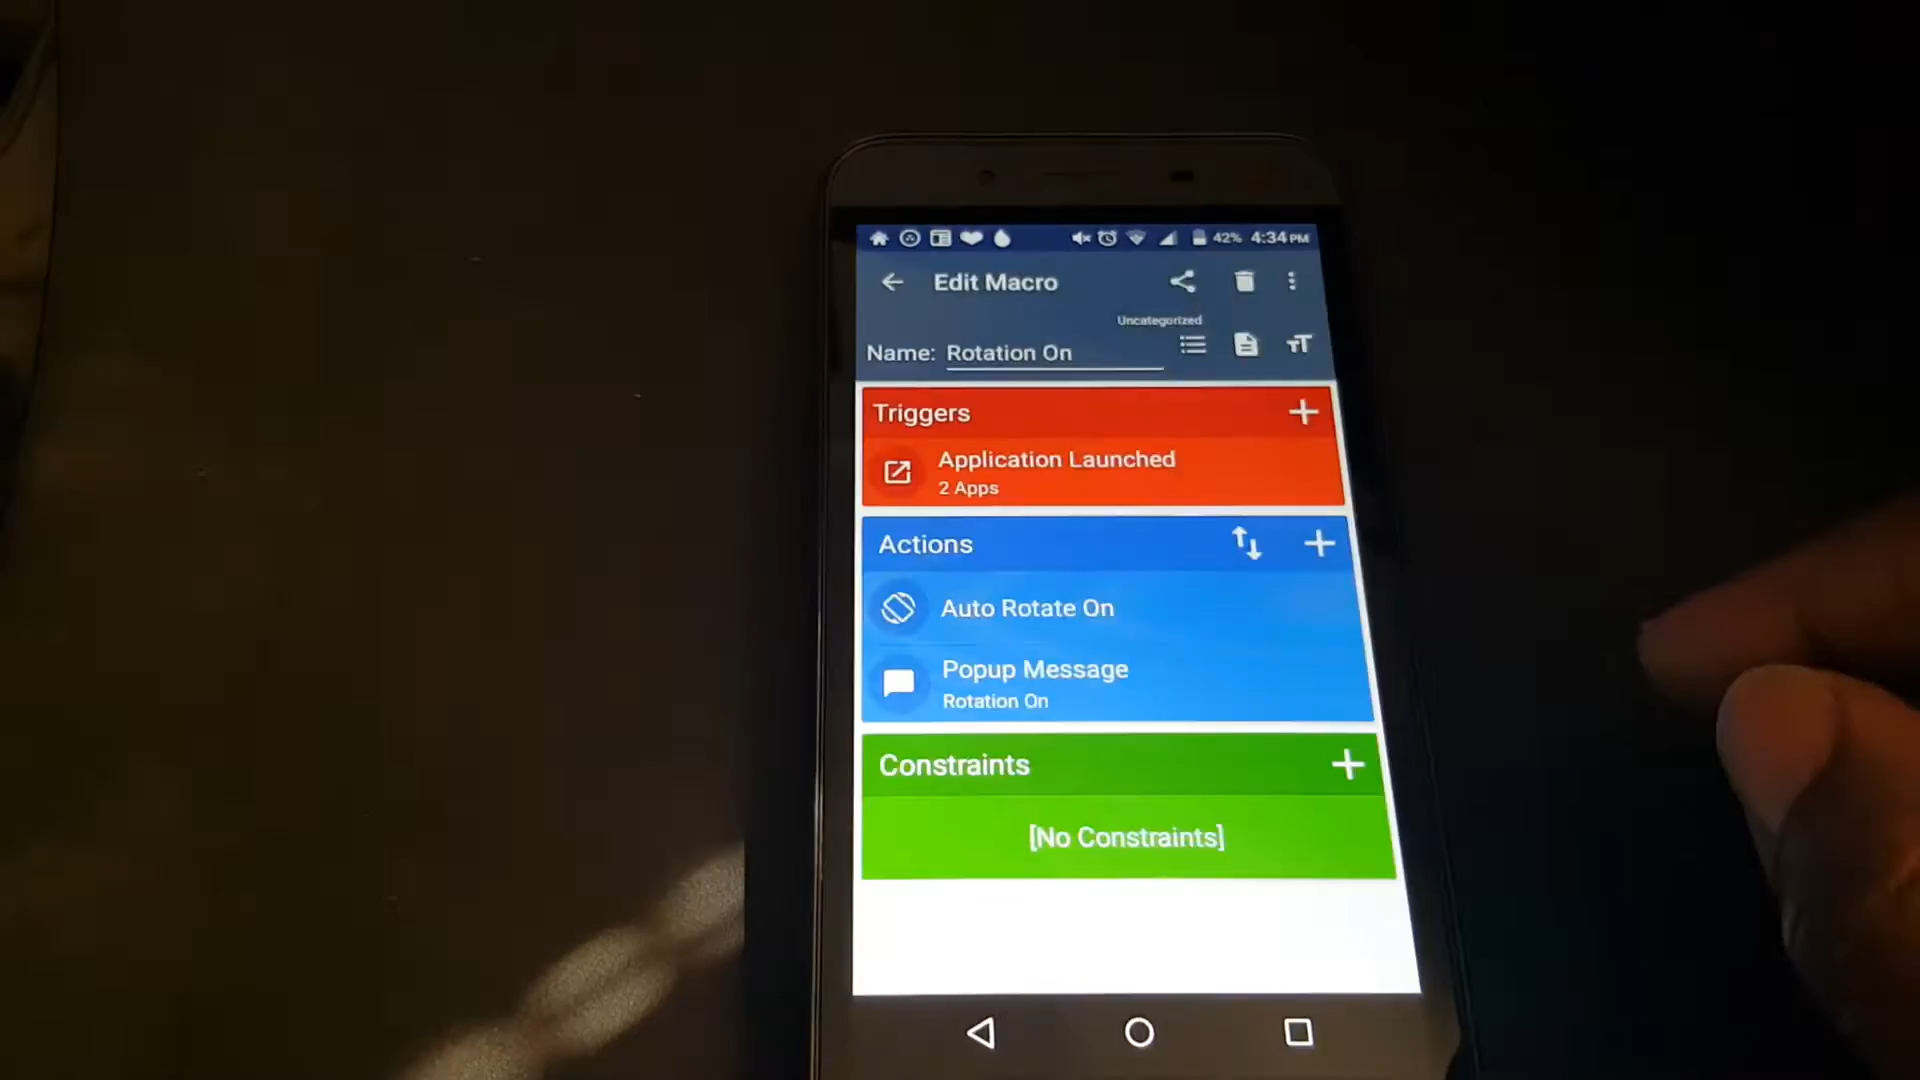 42% 4:34 PM
Edit Macro
Uncategorized
Name: Rotation On
Triggers
Application Launched
2 Apps
Actions
Auto Rotate On
Popup Message
Rotation On
Constraints
[No Constraints]